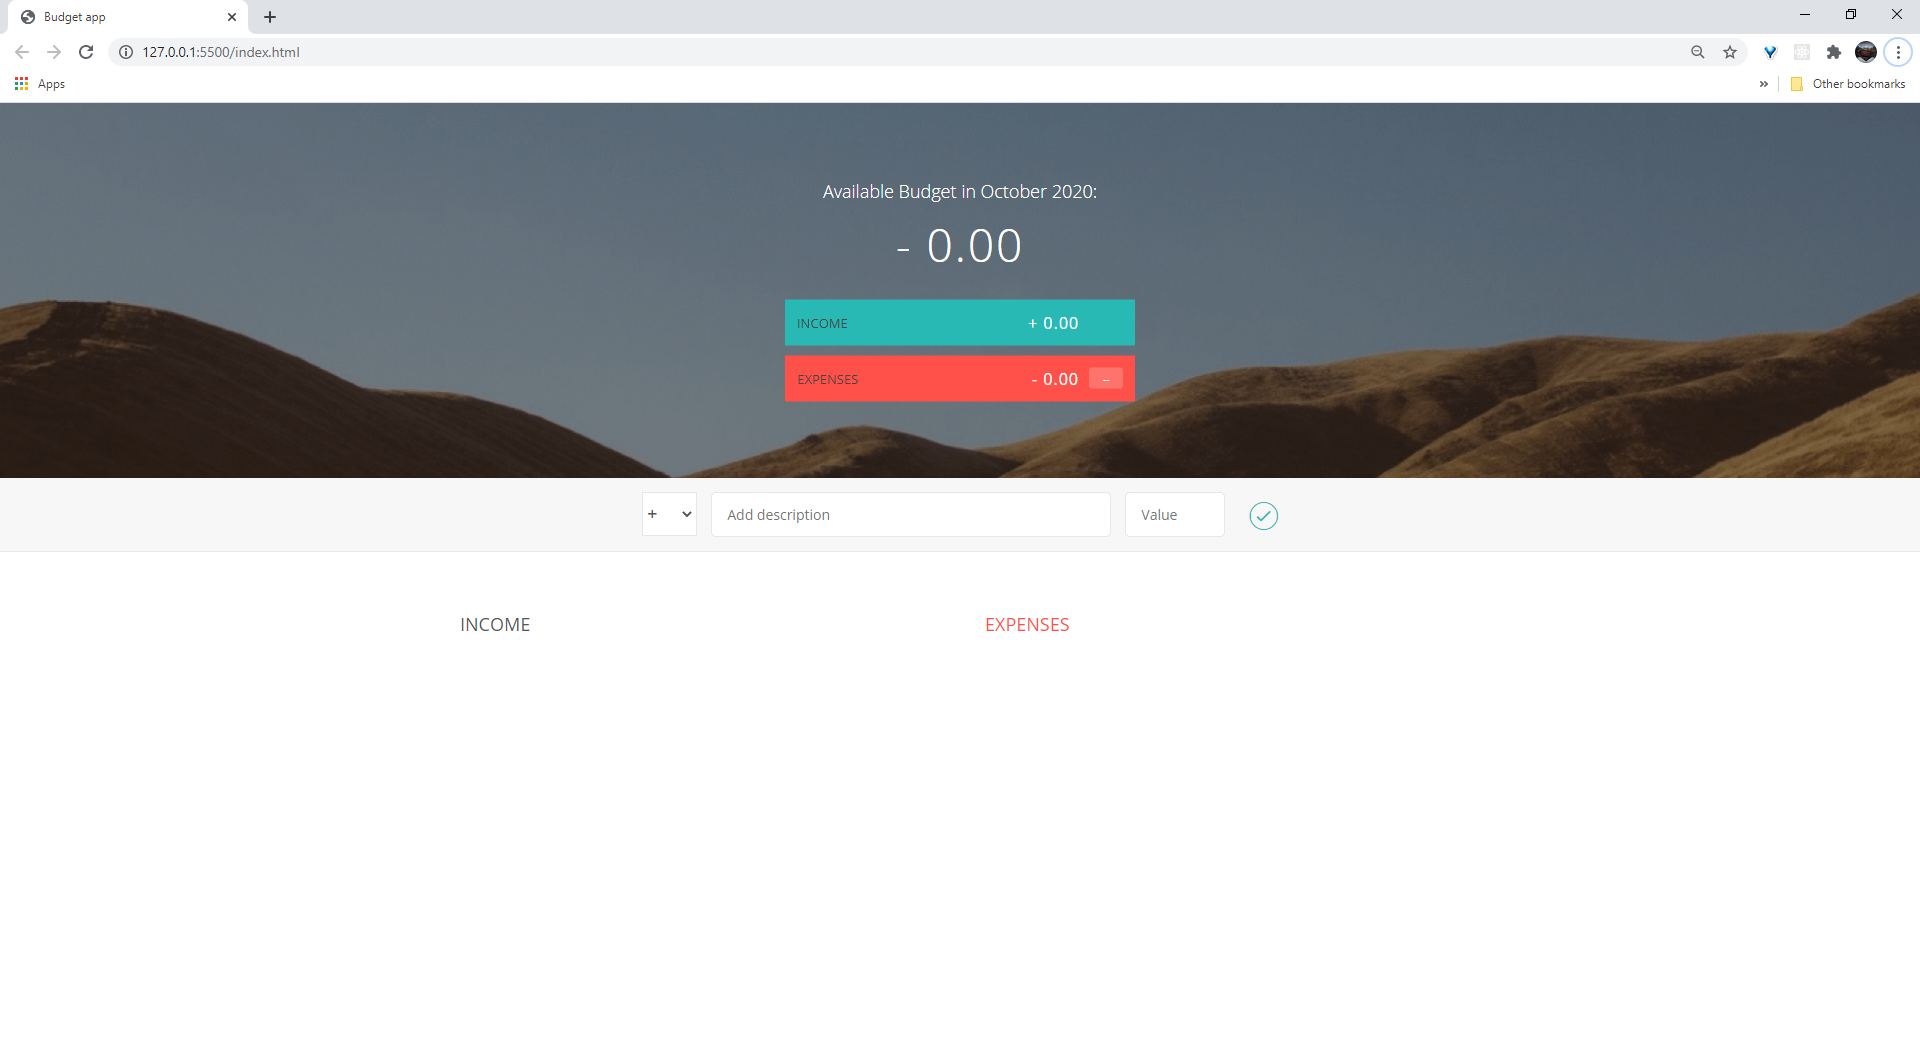 Budget app
127.0.0.1:5500/index.html
Apps
» Other bookmarks
Available Budget in October 2020:
- 0.00
INCOME + 0.00
EXPENSES - 0.00 --
+ Add description Value
INCOME EXPENSES